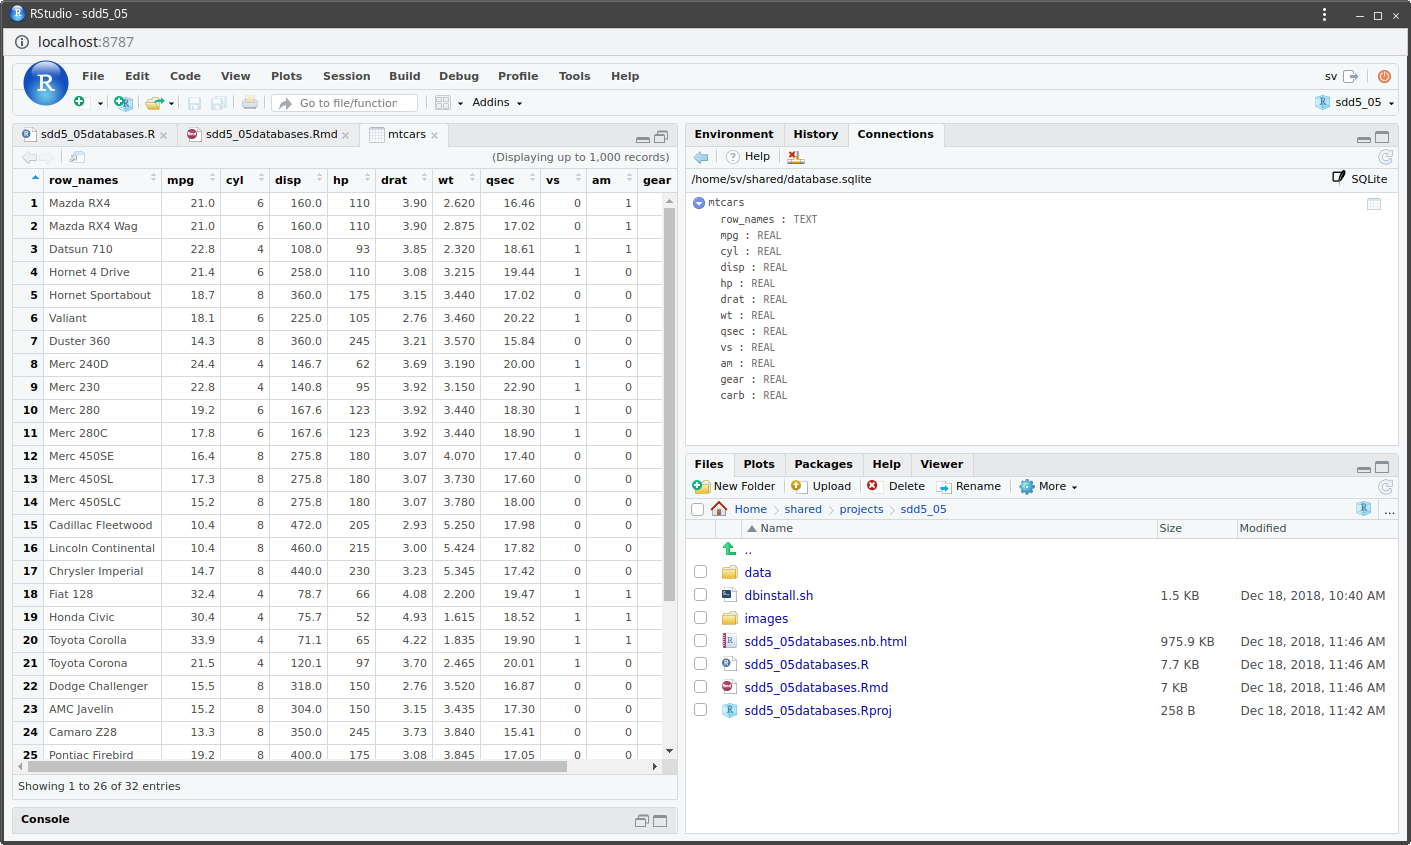 RStudio - sdd5_05
localhost:8787
File Edit Code View Plots Session Build Debug Profile Tools Help
sv
Go to file/function Addins
sdd5_05
sdd5_05databases.R sdd5_05databases.Rmd mtcars
(Displaying up to 1,000 records)
row_names mpg cyl disp hp drat wt qsec vs am gear
1 Mazda RX4 21.0 6 160.0 110 3.90 2.620 16.46 0 1
2 Mazda RX4 Wag 21.0 6 160.0 110 3.90 2.875 17.02 0 1
3 Datsun 710 22.8 4 108.0 93 3.85 2.320 18.61 1 1
4 Hornet 4 Drive 21.4 6 258.0 110 3.08 3.215 19.44 1 0
5 Hornet Sportabout 18.7 8 360.0 175 3.15 3.440 17.02 0 0
6 Valiant 18.1 6 225.0 105 2.76 3.460 20.22 1 0
7 Duster 360 14.3 8 360.0 245 3.21 3.570 15.84 0 0
8 Merc 240D 24.4 4 146.7 62 3.69 3.190 20.00 1 0
9 Merc 230 22.8 4 140.8 95 3.92 3.150 22.90 1 0
10 Merc 280 19.2 6 167.6 123 3.92 3.440 18.30 1 0
11 Merc 280C 17.8 6 167.6 123 3.92 3.440 18.90 1 0
12 Merc 450SE 16.4 8 275.8 180 3.07 4.070 17.40 0 0
13 Merc 450SL 17.3 8 275.8 180 3.07 3.730 17.60 0 0
14 Merc 450SLC 15.2 8 275.8 180 3.07 3.780 18.00 0 0
15 Cadillac Fleetwood 10.4 8 472.0 205 2.93 5.250 17.98 0 0
16 Lincoln Continental 10.4 8 460.0 215 3.00 5.424 17.82 0 0
17 Chrysler Imperial 14.7 8 440.0 230 3.23 5.345 17.42 0 0
18 Fiat 128 32.4 4 78.7 66 4.08 2.200 19.47 1 1
19 Honda Civic 30.4 4 75.7 52 4.93 1.615 18.52 1 1
20 Toyota Corolla 33.9 4 71.1 65 4.22 1.835 19.90 1 1
21 Toyota Corona 21.5 4 120.1 97 3.70 2.465 20.01 1 0
22 Dodge Challenger 15.5 8 318.0 150 2.76 3.520 16.87 0 0
23 AMC Javelin 15.2 8 304.0 150 3.15 3.435 17.30 0 0
24 Camaro Z28 13.3 8 350.0 245 3.73 3.840 15.41 0 0
25 Pontiac Firebird 19.2 8 400.0 175 3.08 3.845 17.05 0 0
Showing 1 to 26 of 32 entries
Console
Environment History Connections
Help
/home/sv/shared/database.sqlite SQLite
mtcars
row_names : TEXT
mpg : REAL
cyl : REAL
disp : REAL
hp : REAL
drat : REAL
wt : REAL
qsec : REAL
vs : REAL
am : REAL
gear : REAL
carb : REAL
Files Plots Packages Help Viewer
New Folder Upload Delete Rename More
Home shared projects sdd5_05 ...
Name Size Modified
..
data
dbinstall.sh 1.5 KB Dec 18, 2018, 10:40 AM
images
sdd5_05databases.nb.html 975.9 KB Dec 18, 2018, 11:46 AM
sdd5_05databases.R 7.7 KB Dec 18, 2018, 11:46 AM
sdd5_05databases.Rmd 7 KB Dec 18, 2018, 11:46 AM
sdd5_05databases.Rproj 258 B Dec 18, 2018, 11:42 AM